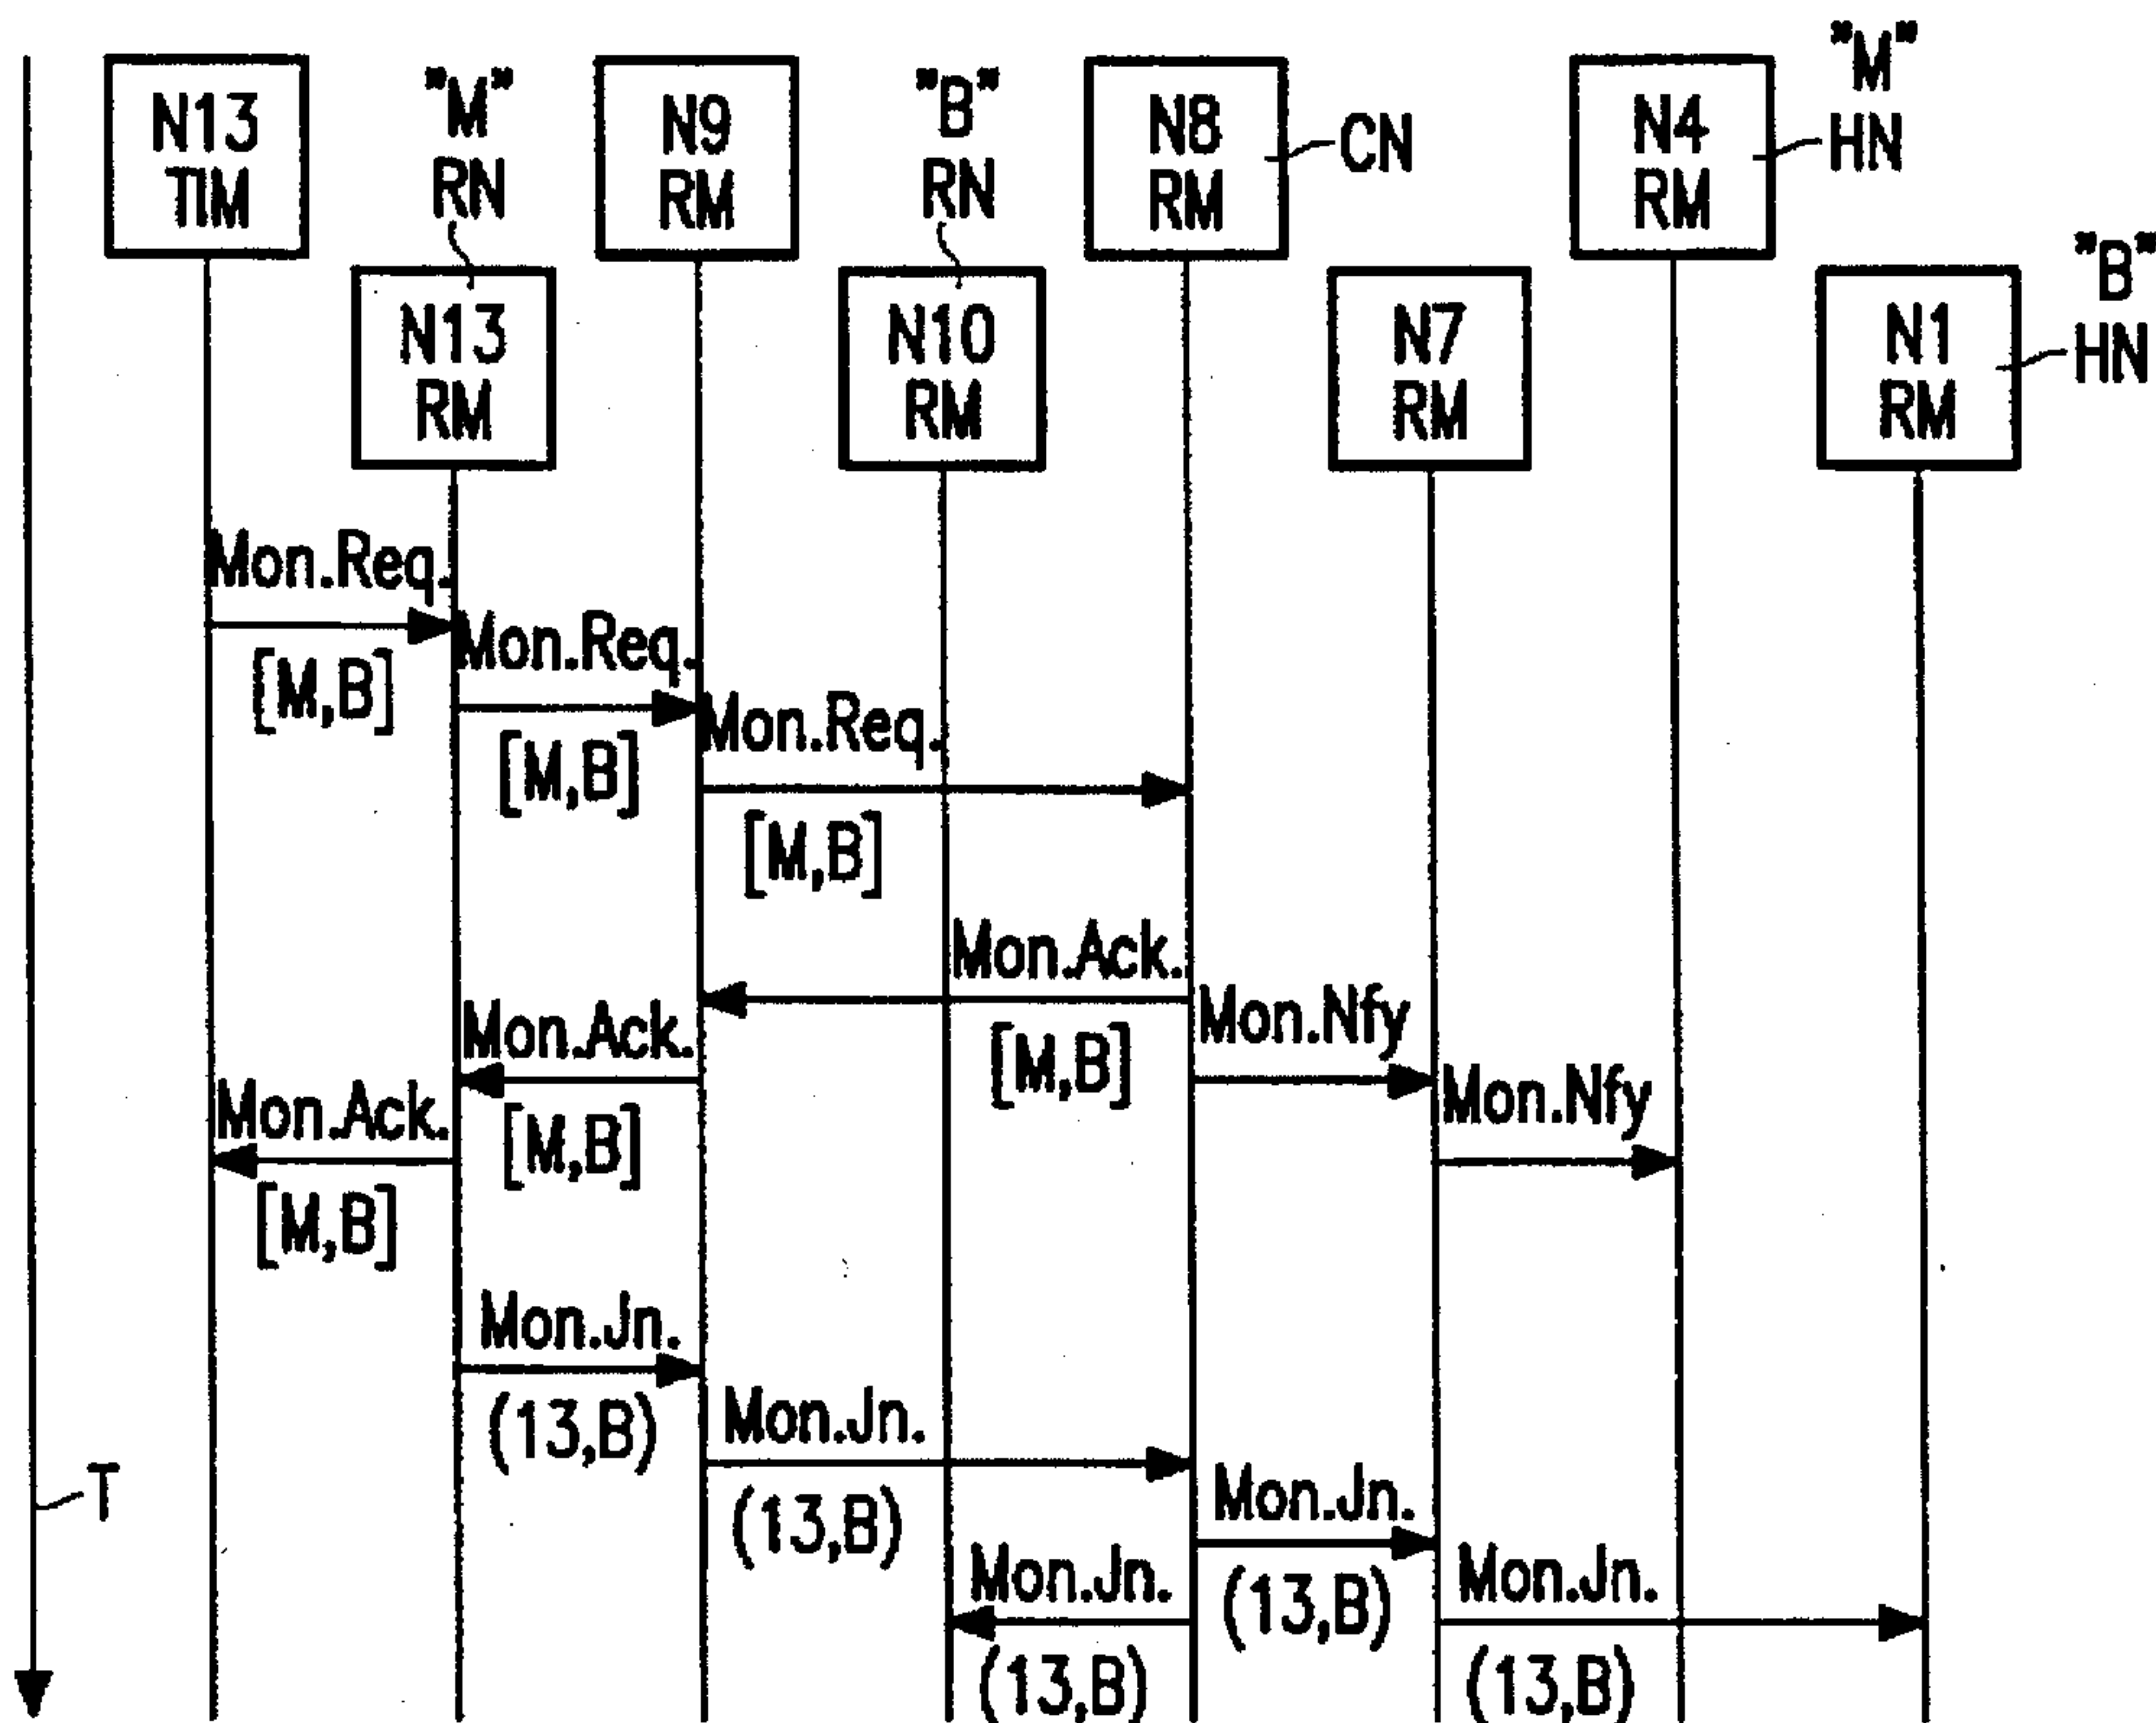 N13
TIM
"M"
RN
N9
RM
"B"
RN
N8
RM
CN
N4
RM
"M"
HN
N13
RM
N10
RM
N7
RM
N1
RM
"B"
HN
Mon.Req.
[M,B]
Mon.Req.
[M,B]
Mon.Req.
[M,B]
Mon.Ack.
[M,B]
Mon.Nfy
Mon.Ack.
[M,B]
Mon.Nfy
Mon.Ack.
[M,B]
Mon.Jn.
(13,B)
Mon.Jn.
(13,B)
Mon.Jn.
(13,B)
Mon.Jn.
(13,B)
Mon.Jn.
(13,B)
T